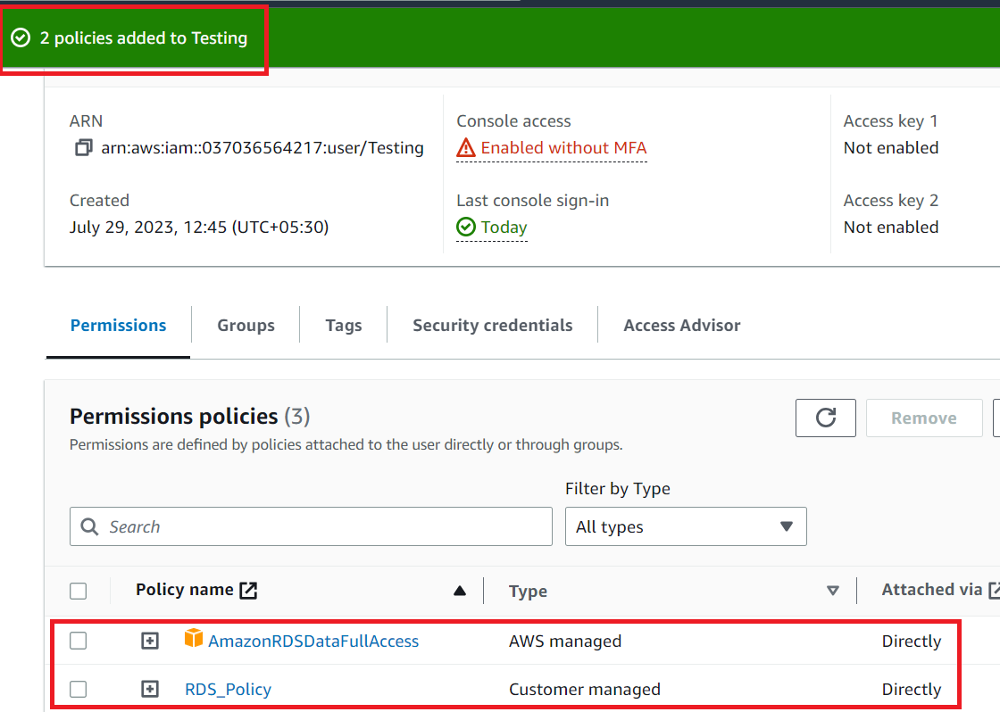 2 policies added to Testing
ARN
arn:aws:iam::037036564217:user/Testing
Console access
Enabled without MFA
Access key 1
Not enabled
Created
July 29, 2023, 12:45 (UTC+05:30)
Last console sign-in
Today
Access key 2
Not enabled
Permissions Groups Tags Security credentials Access Advisor
Permissions policies (3)
Remove
Permissions are defined by policies attached to the user directly or through groups.
Filter by Type
Search
All types
Policy name Type Attached via
AmazonRDSDataFullAccess AWS managed Directly
RDS_Policy Customer managed Directly